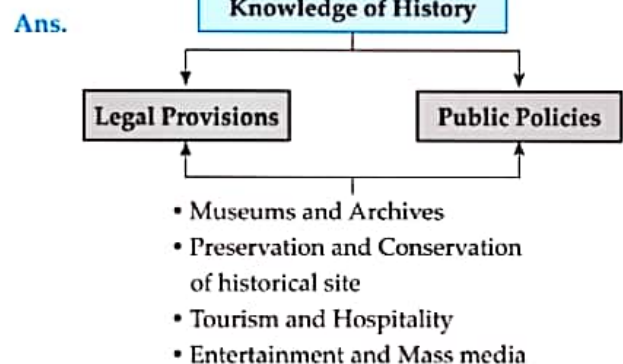 Ans.
Knowledge of History
Legal Provisions
Public Policies
• Museums and Archives
• Preservation and Conservation
of historical site
• Tourism and Hospitality
• Entertainment and Mass media